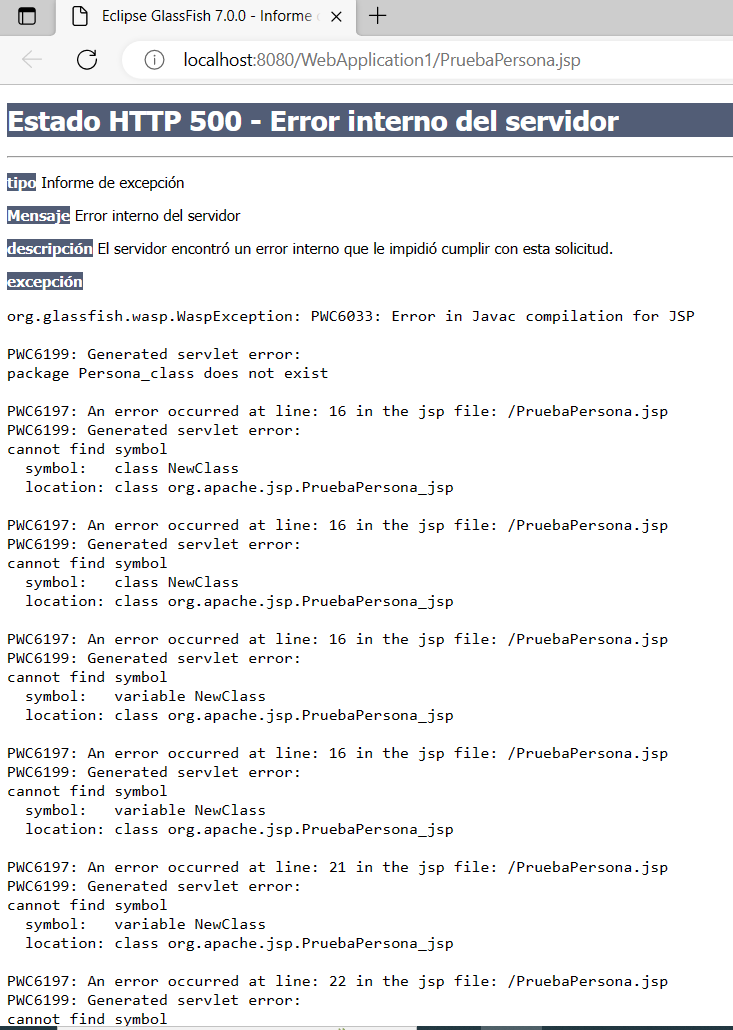 Eclipse GlassFish 7.0.0 - Informe
localhost:8080/WebApplication1/PruebaPersona.jsp
Estado HTTP 500 - Error interno del servidor
tipo Informe de excepción
Mensaje Error interno del servidor
descripción El servidor encontró un error interno que le impidió cumplir con esta solicitud.
excepción
org.glassfish.wasp.WaspException: PWC6033: Error in Javac compilation for JSP
PWC6199: Generated servlet error:
package Persona_class does not exist
PWC6197: An error occurred at line: 16 in the jsp file: /PruebaPersona.jsp
PWC6199: Generated servlet error:
cannot find symbol
symbol:   class NewClass
location: class org.apache.jsp.PruebaPersona_jsp
PWC6197: An error occurred at line: 16 in the jsp file: /PruebaPersona.jsp
PWC6199: Generated servlet error:
cannot find symbol
symbol:   class NewClass
location: class org.apache.jsp.PruebaPersona_jsp
PWC6197: An error occurred at line: 16 in the jsp file: /PruebaPersona.jsp
PWC6199: Generated servlet error:
cannot find symbol
symbol:   variable NewClass
location: class org.apache.jsp.PruebaPersona_jsp
PWC6197: An error occurred at line: 16 in the jsp file: /PruebaPersona.jsp
PWC6199: Generated servlet error:
cannot find symbol
symbol:   variable NewClass
location: class org.apache.jsp.PruebaPersona_jsp
PWC6197: An error occurred at line: 21 in the jsp file: /PruebaPersona.jsp
PWC6199: Generated servlet error:
cannot find symbol
symbol:   variable NewClass
location: class org.apache.jsp.PruebaPersona_jsp
PWC6197: An error occurred at line: 22 in the jsp file: /PruebaPersona.jsp
PWC6199: Generated servlet error:
cannot find symbol